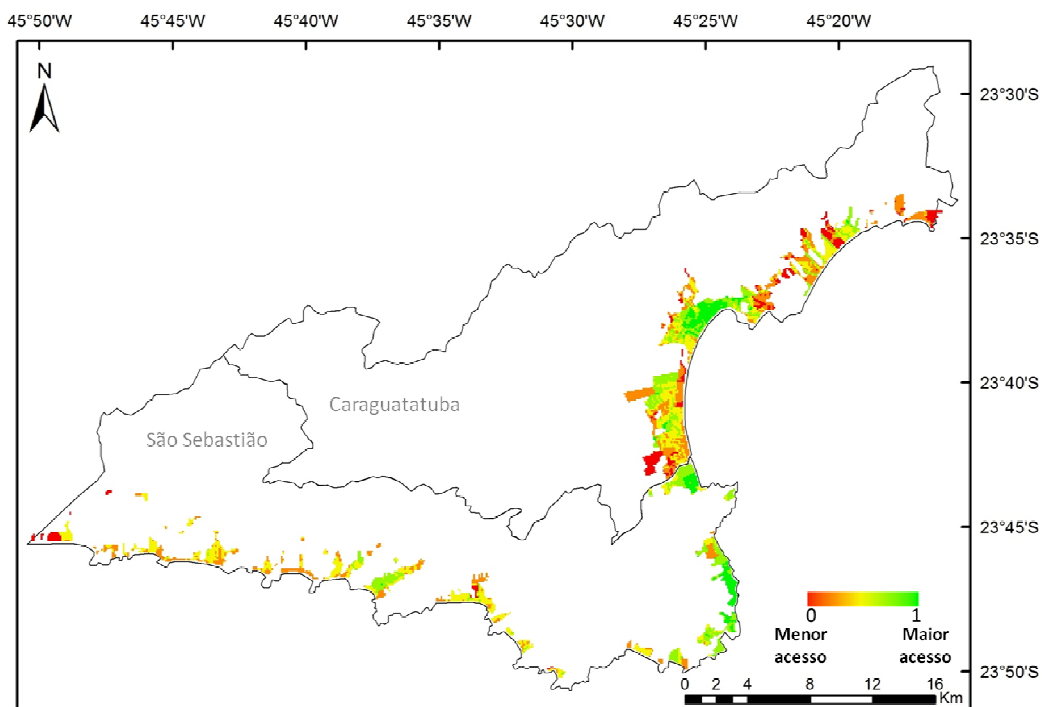 45°50'W 45°45'W 45°40'W 45°35'W 45°30'W 45°25'W 45°20'W
N
23°30'S
23°35'S
23°40'S
Caraguatatuba
São Sebastião
23°45'S
0 1
Menor Maior
acesso acesso
23°50'S
0 2 4 8 12 16
Km